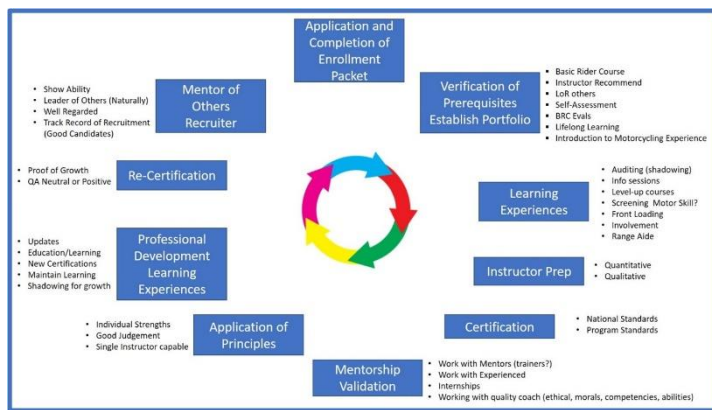 Application and
Completion of
Enrollment
Packet
Verification of
Prerequisites
Establish Portfolio
▪ Basic Rider Course
▪ Instructor Recommend
▪ LoR others
▪ Self-Assessment
▪ BRC Evals
▪ Lifelong Learning
▪ Introduction to Motorcycling Experience
Learning
Experiences
• Auditing (shadowing)
• Info sessions
• Level-up courses
• Screening Motor Skill?
• Front Loading
• Involvement
• Range Aide
Instructor Prep
• Quantitative
• Qualitative
Certification
• National Standards
• Program Standards
Mentorship
Validation
• Work with Mentors (trainers?)
• Work with Experienced
• Internships
• Working with quality coach (ethical, morals, competencies, abilities)
Application of
Principles
• Individual Strengths
• Good Judgement
• Single Instructor capable
Professional
Development
Learning
Experiences
• Updates
• Education/Learning
• New Certifications
• Maintain Learning
• Shadowing for growth
Re-Certification
• Proof of Growth
• QA Neutral or Positive
Mentor of
Others
Recruiter
• Show Ability
• Leader of Others (Naturally)
• Well Regarded
• Track Record of Recruitment
(Good Candidates)